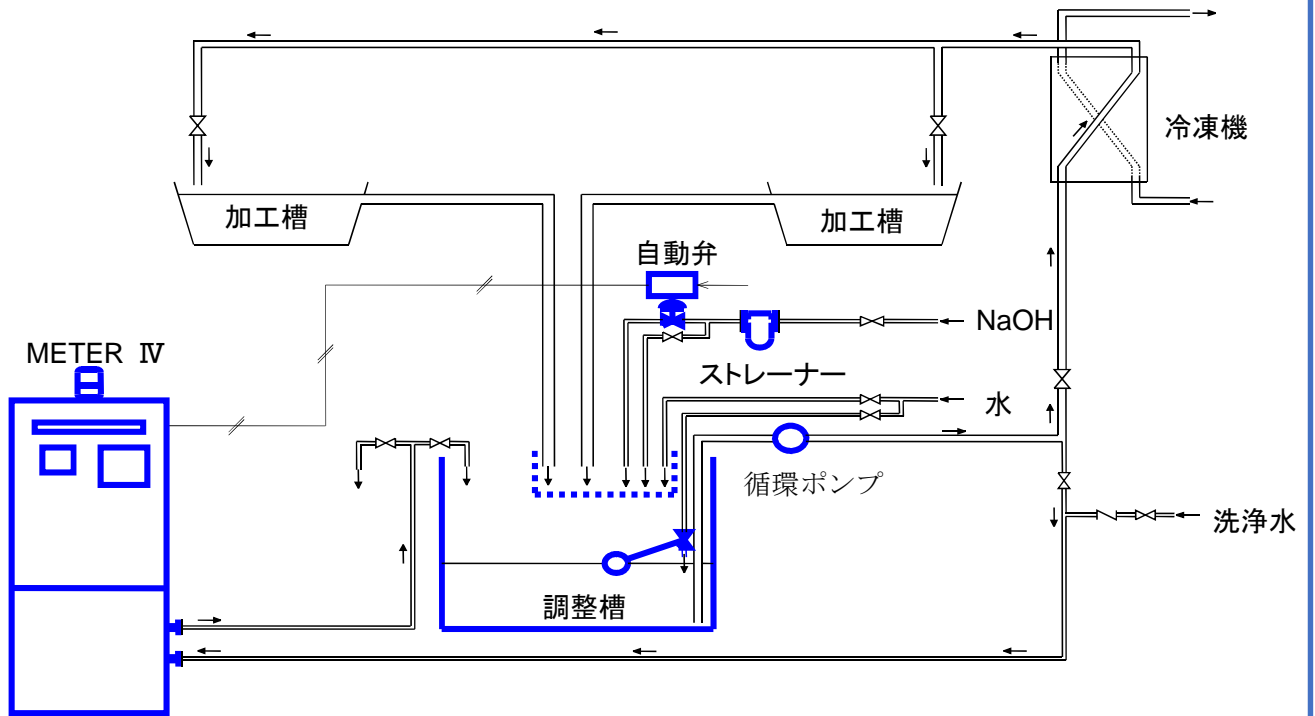 冷凍機
加工槽
加工槽
自動弁
NaOH
METER Ⅳ
ストレーナー
水
循環ポンプ
洗浄水
調整槽